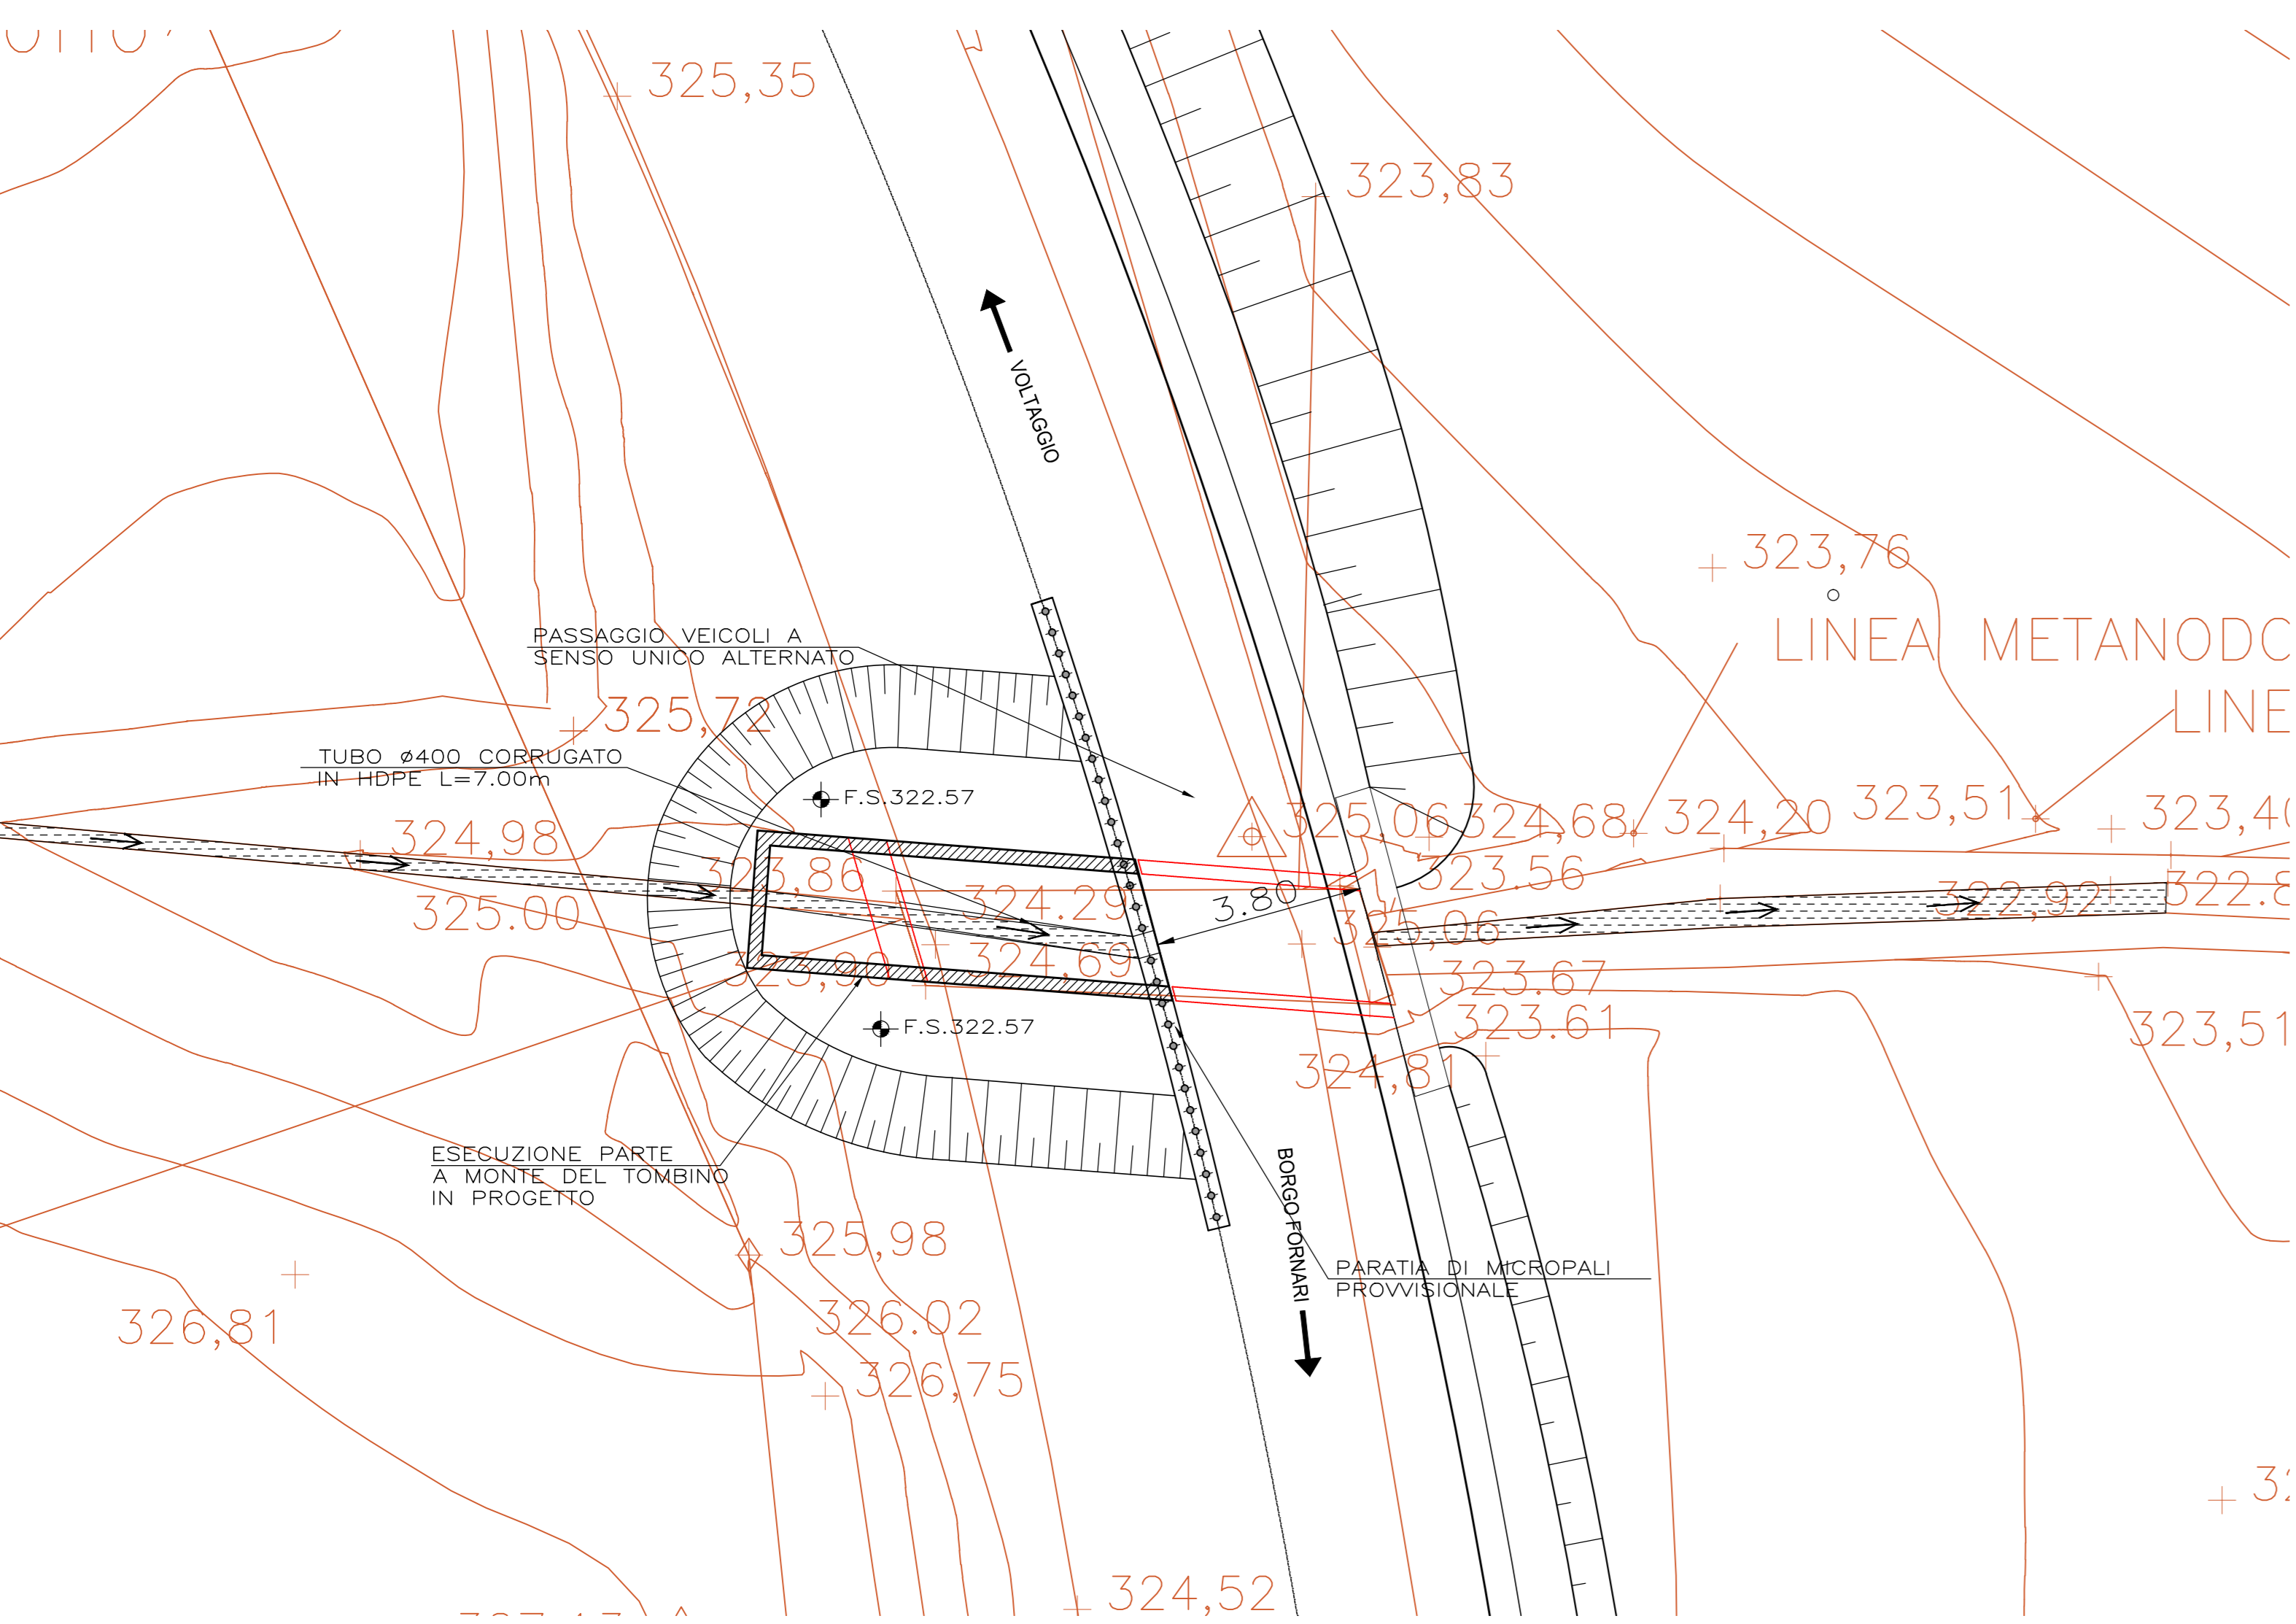 325,35
323,83
VOLTAGGIO
323,76
LINEA METANODO
LINE
PASSAGGIO VEICOLI A
SENSO UNICO ALTERNATO
325,72
TUBO ø400 CORRUGATO
IN HDPE L=7.00m
F.S.322.57
325,06
324,68
324,20
323,51
323,40
324,98
323,86
323.56
325.00
324.29
3.80
325,06
322,92
322.8
323,90
324,69
323.67
323.61
F.S.322.57
323,51
324,81
ESECUZIONE PARTE
A MONTE DEL TOMBINO
IN PROGETTO
BORGO FORNARI
325,98
PARATIA DI MICROPALI
PROVVISIONALE
326,81
326.02
326,75
324,52